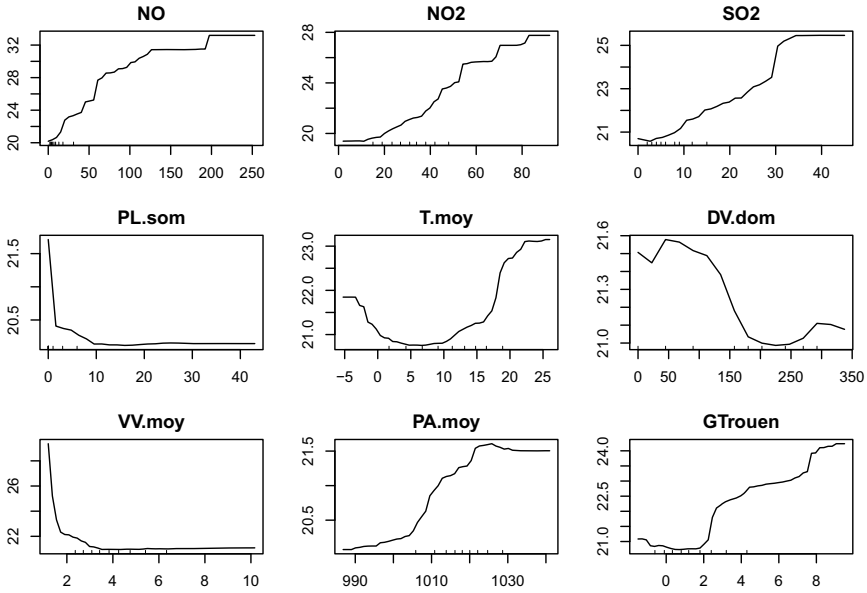 NO NO2 SO2
20 24 28 32
0 50 100 150 200 250
20 24 28
0 20 40 60 80
21 23 25
0 10 20 30 40
PL.som T.moy DV.dom
20.5 21.5
0 10 20 30 40
21.0 22.0 23.0
−5 0 5 10 15 20 25
21.0 21.3 21.6
0 50 150 250 350
VV.moy PA.moy GTrouen
22 26
2 4 6 8 10
20.5 21.5
990 1010 1030
21.0 22.5 24.0
0 2 4 6 8